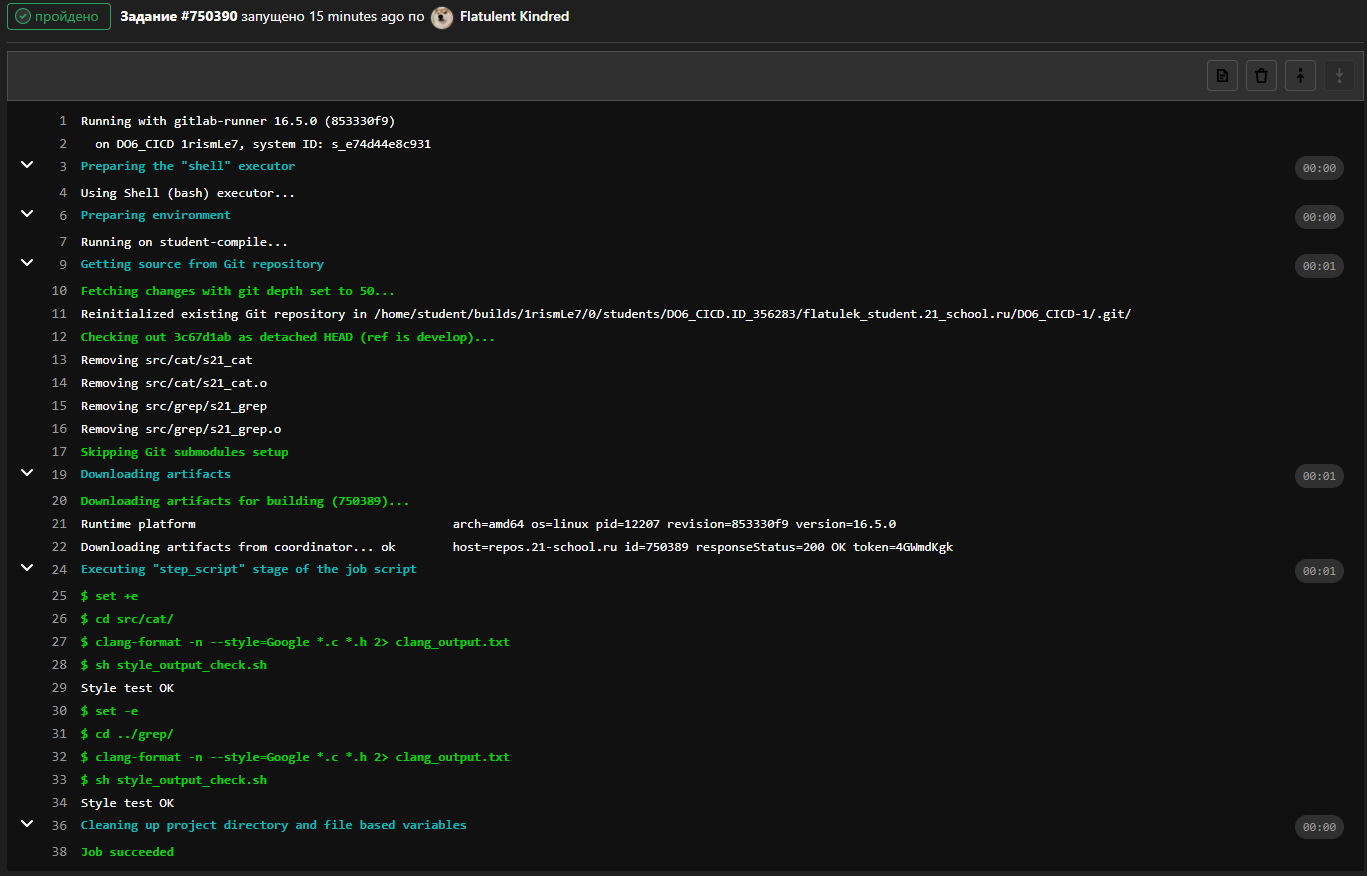 пройдено Задание #750390 запущено 15 minutes ago по Flatulent Kindred
1 Running with gitlab-runner 16.5.0 (853330f9)
2 on DO6_CICD 1rismLe7, system ID: s_e74d44e8c931
3 Preparing the "shell" executor 00:00
4 Using Shell (bash) executor...
6 Preparing environment 00:00
7 Running on student-compile...
9 Getting source from Git repository 00:01
10 Fetching changes with git depth set to 50...
11 Reinitialized existing Git repository in /home/student/builds/1rismLe7/0/students/DO6_CICD.ID_356283/flatulek_student.21_school.ru/DO6_CICD-1/.git/
12 Checking out 3c67d1ab as detached HEAD (ref is develop)...
13 Removing src/cat/s21_cat
14 Removing src/cat/s21_cat.o
15 Removing src/grep/s21_grep
16 Removing src/grep/s21_grep.o
17 Skipping Git submodules setup
19 Downloading artifacts 00:01
20 Downloading artifacts for building (750389)...
21 Runtime platform arch=amd64 os=linux pid=12207 revision=853330f9 version=16.5.0
22 Downloading artifacts from coordinator... ok host=repos.21-school.ru id=750389 responseStatus=200 OK token=4GWmdKgk
24 Executing "step_script" stage of the job script 00:01
25 $ set +e
26 $ cd src/cat/
27 $ clang-format -n --style=Google *.c *.h 2> clang_output.txt
28 $ sh style_output_check.sh
29 Style test OK
30 $ set -e
31 $ cd ../grep/
32 $ clang-format -n --style=Google *.c *.h 2> clang_output.txt
33 $ sh style_output_check.sh
34 Style test OK
36 Cleaning up project directory and file based variables 00:00
38 Job succeeded